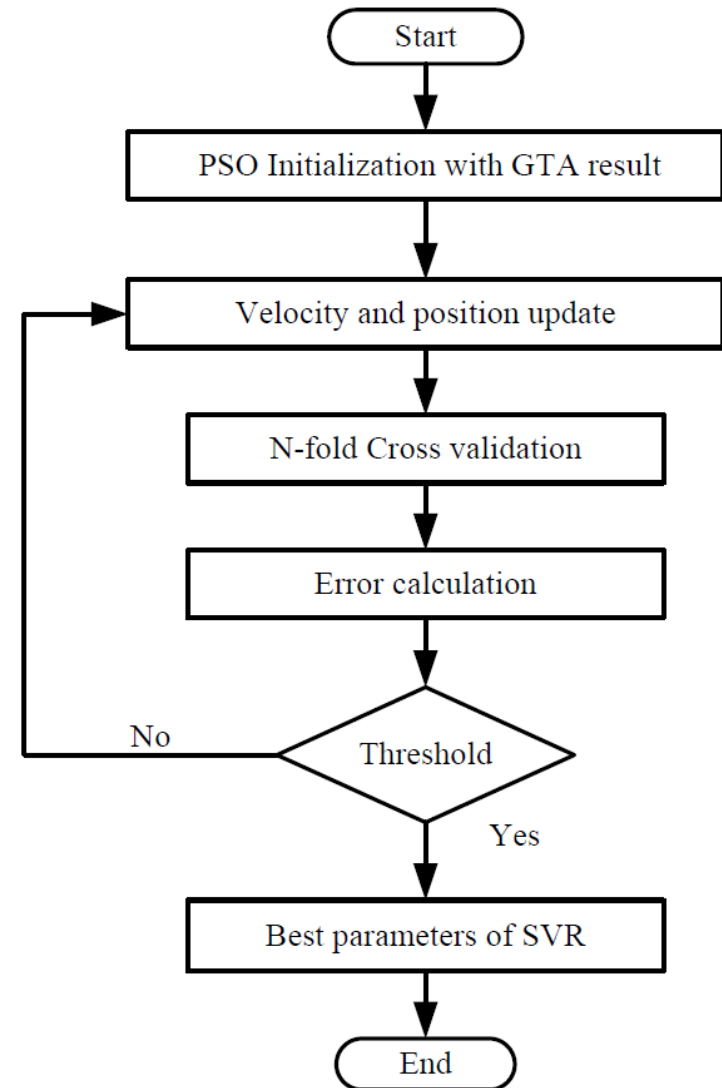 Start
PSO Initialization with GTA result
Velocity and position update
N-fold Cross validation
Error calculation
No
Threshold
Yes
Best parameters of SVR
End